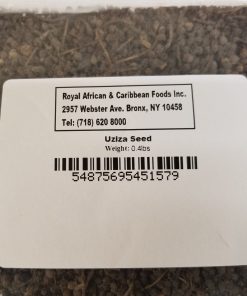 Royal African & Caribbean Foods Inc.
2957 Webster Ave. Bronx, NY 10458
Tel: (718) 620 8000
Uziza Seed
Weight: 0.4lbs
54875695451579